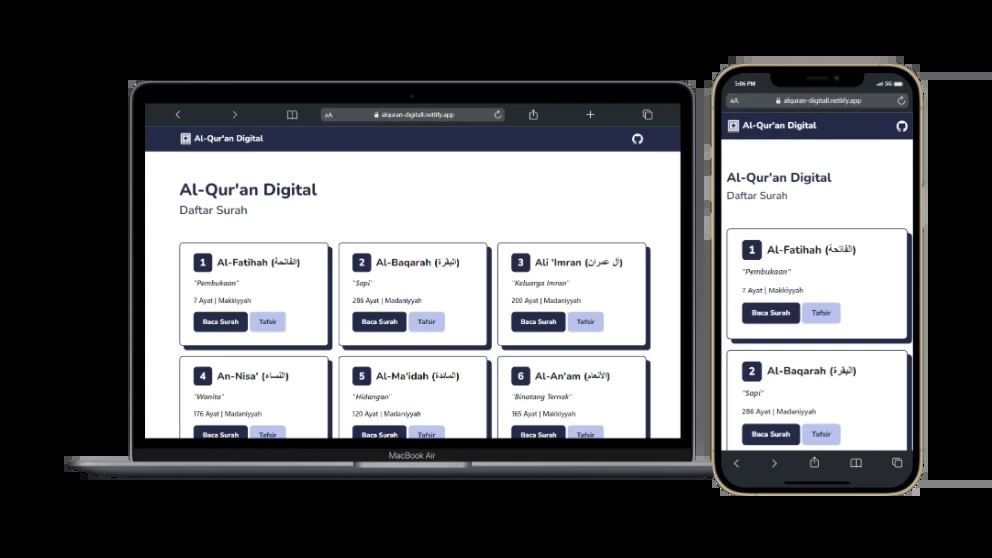 AA alquran-digitall.netlify.app
Al-Qur'an Digital
Al-Qur'an Digital
Daftar Surah
1 Al-Fatihah (الفاتحة)
"Pembukaan"
7 Ayat | Makkiyyah
Baca Surah Tafsir
2 Al-Baqarah (البقرة)
"Sapi"
286 Ayat | Madaniyyah
Baca Surah Tafsir
3 Ali 'Imran (آل عمران)
"Keluarga Imran"
200 Ayat | Madaniyyah
Baca Surah Tafsir
4 An-Nisa' (النساء)
"Wanita"
176 Ayat | Madaniyyah
Baca Surah Tafsir
5 Al-Ma'idah (المائدة)
"Hidangan"
120 Ayat | Madaniyyah
Baca Surah Tafsir
6 Al-An'am (الأنعام)
"Binatang Ternak"
165 Ayat | Makkiyyah
Baca Surah Tafsir
MacBook Air
5:06 PM 5G
AA alquran-digitall.netlify.app
Al-Qur'an Digital
Al-Qur'an Digital
Daftar Surah
1 Al-Fatihah (الفاتحة)
"Pembukaan"
7 Ayat | Makkiyyah
Baca Surah Tafsir
2 Al-Baqarah (البقرة)
"Sapi"
286 Ayat | Madaniyyah
Baca Surah Tafsir